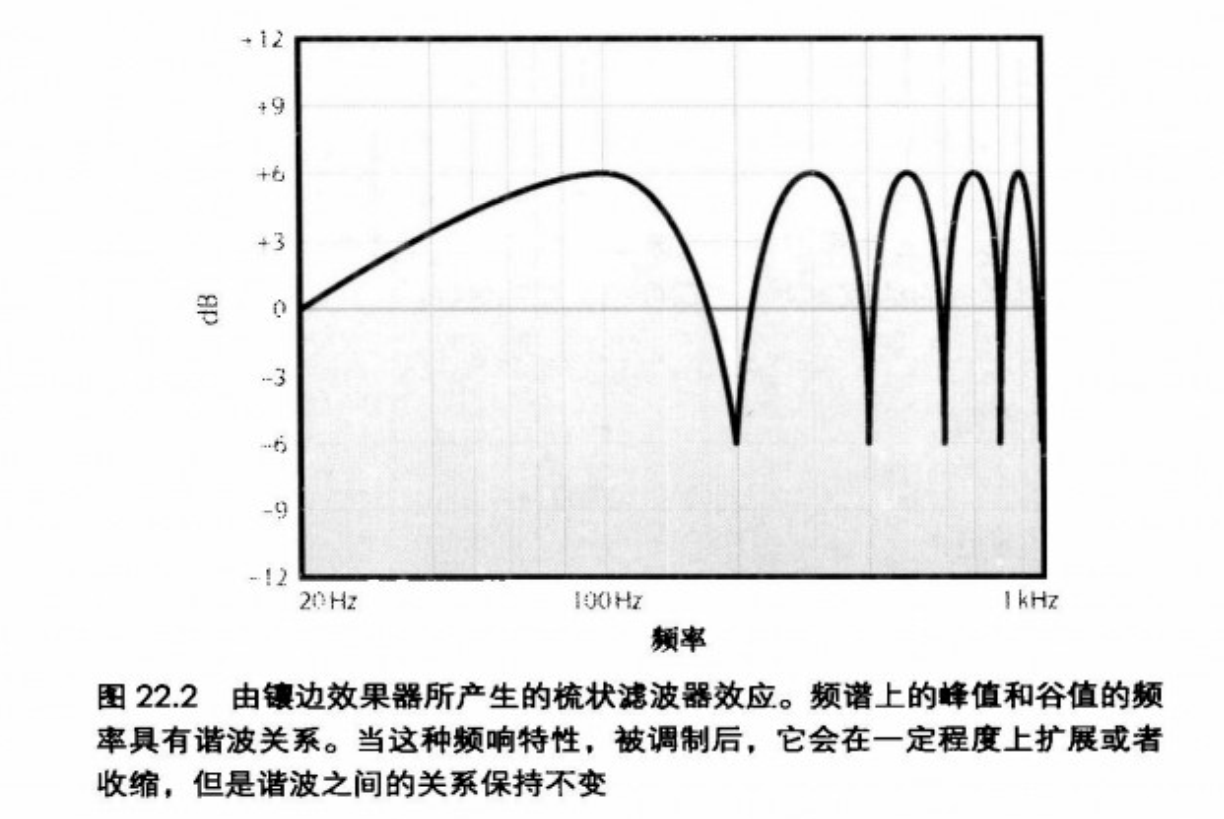 +12
+9
+6
+3
dB
0
-3
-6
-9
-12
20 Hz 100 Hz 1 kHz
频率
图 22.2 由镶边效果器所产生的梳状滤波器效应。频谱上的峰值和谷值的频
率具有谐波关系。当这种频响特性，被调制后，它会在一定程度上扩展或者
收缩，但是谐波之间的关系保持不变